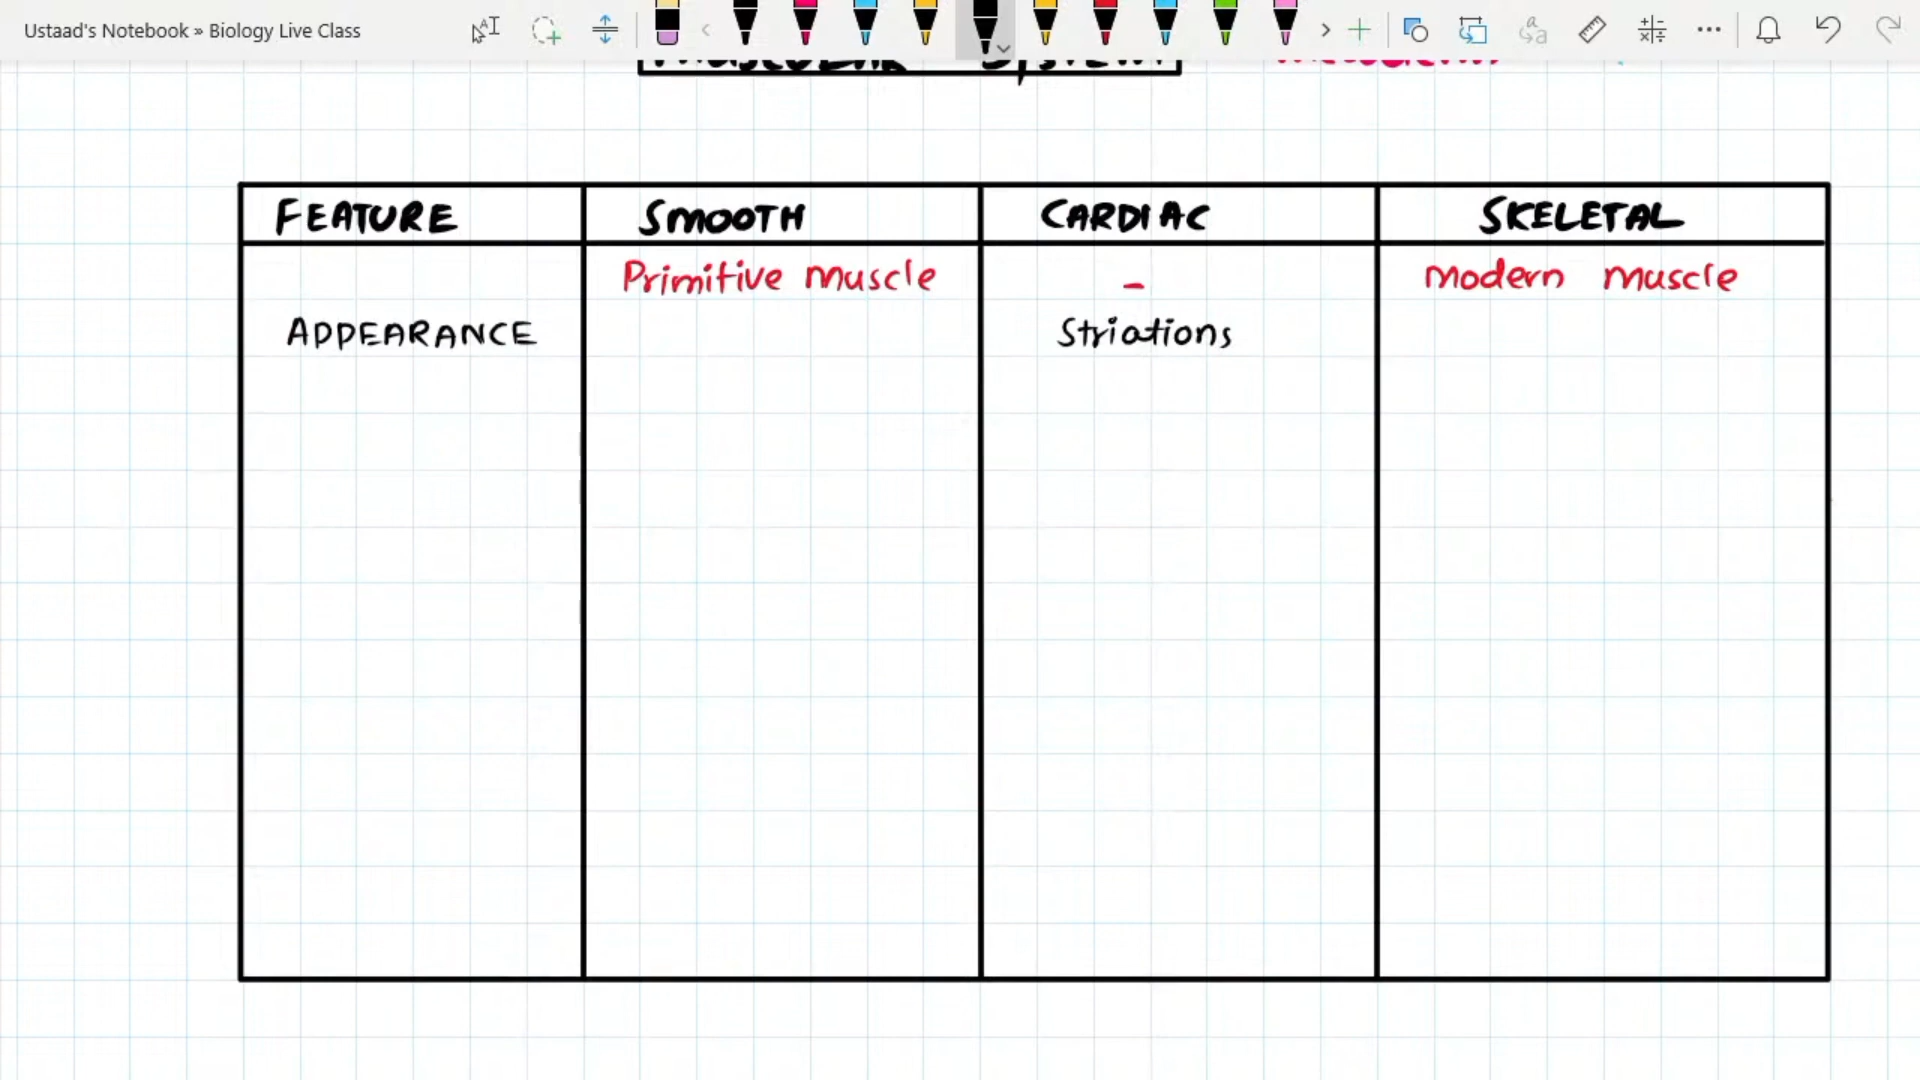 Ustaad's Notebook » Biology Live Class
FEATURE SMOOTH CARDIAC SKELETAL
Primitive muscle - modern muscle
APPEARANCE Striations